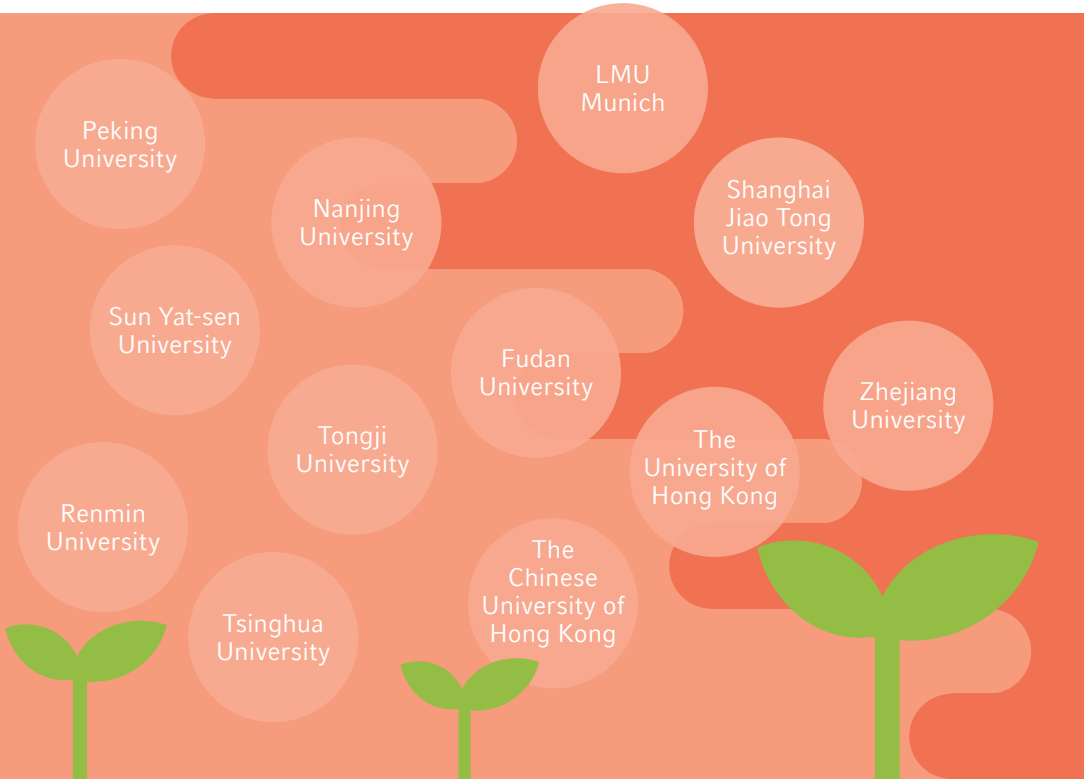 LMU
Munich
Peking
University
Nanjing
University
Shanghai
Jiao Tong
University
Sun Yat-sen
University
Fudan
University
Zhejiang
University
Tongji
University
The
University of
Hong Kong
Renmin
University
The
Chinese
University of
Hong Kong
Tsinghua
University